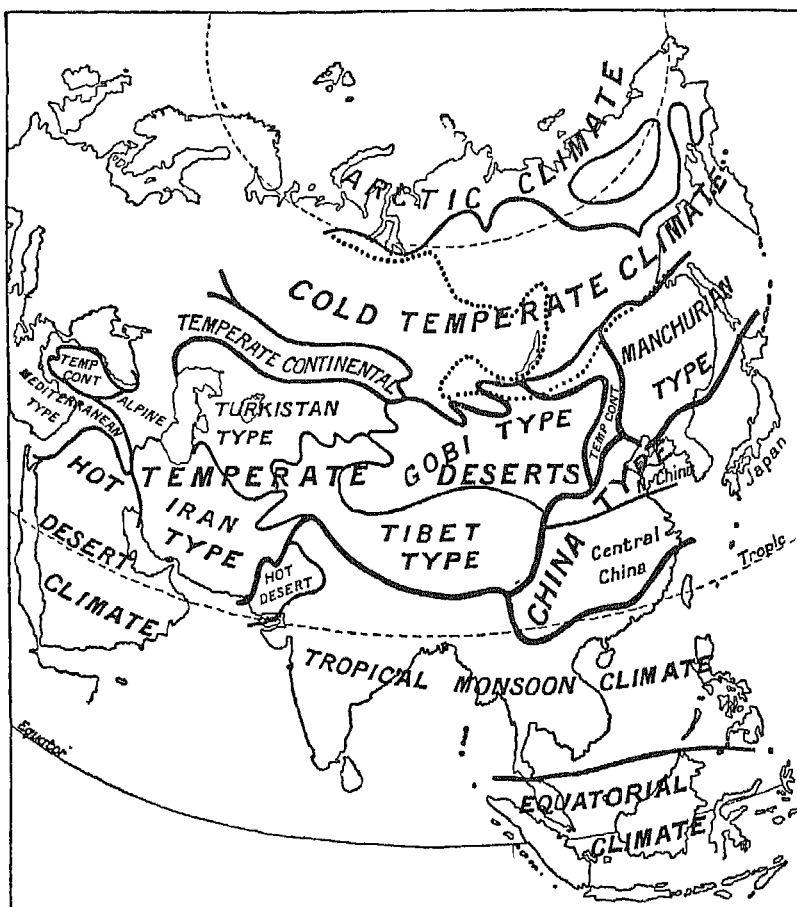 ARCTIC CLIMATE
COLD TEMPERATE CLIMATE
TEMPERATE CONTINENTAL
MANCHURIAN
TYPE
TEMP
CONT
ALPINE
MEDITERRANEAN
TYPE
TURKISTAN
TYPE
GOBI TYPE
TEMP CONT
TEMPERATE DESERTS
IRAN
TYPE
TIBET
TYPE
CHINA TYPE
N. China
Central
China
Japan
HOT
DESERT
CLIMATE
HOT
DESERT
Tropic
TROPICAL MONSOON CLIMATE
Equator
EQUATORIAL
CLIMATE